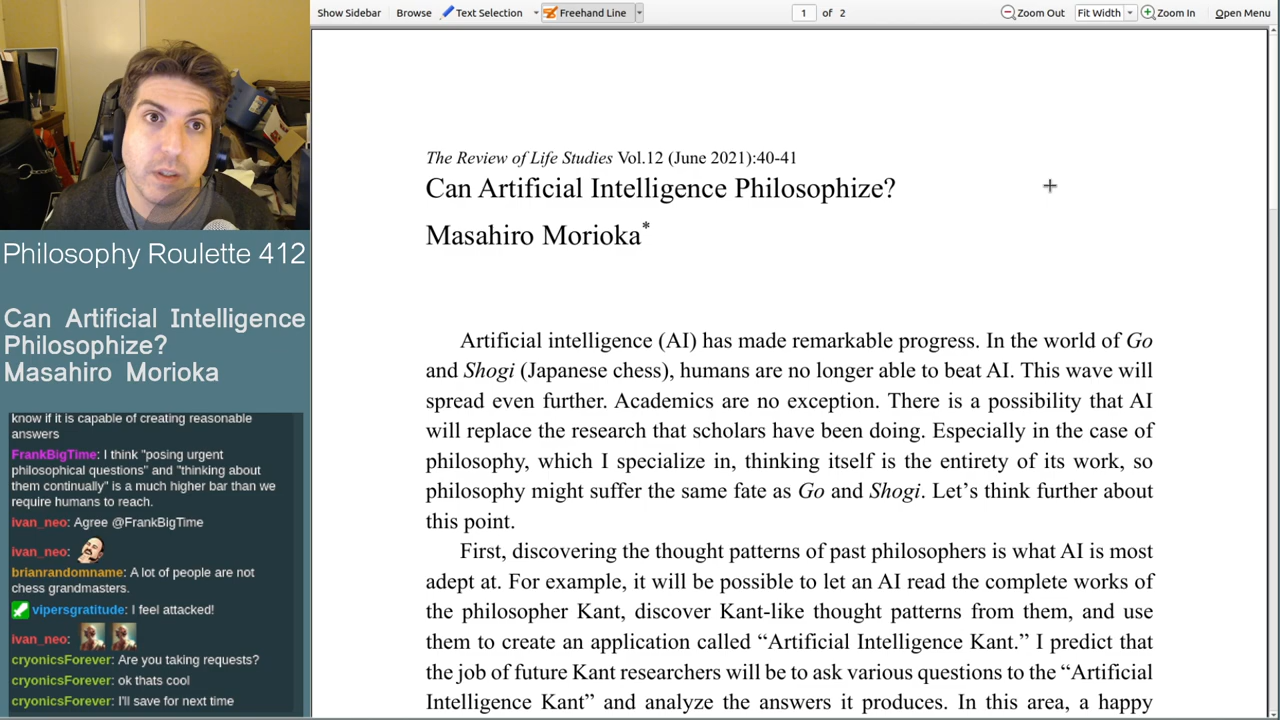 Show Sidebar Browse Text Selection Freehand Line 1 of 2 Zoom Out Fit Width Zoom In Open Menu
Philosophy Roulette 412
Can Artificial Intelligence
Philosophize?
Masahiro Morioka
know if it is capable of creating reasonable
answers
FrankBigTime: I think "posing urgent
philosophical questions" and "thinking about
them continually" is a much higher bar than we
require humans to reach.
ivan_neo: Agree @FrankBigTime
ivan_neo:
brianrandomname: A lot of people are not
chess grandmasters.
vipersgratitude: I feel attacked!
ivan_neo:
cryonicsForever: Are you taking requests?
cryonicsForever: ok thats cool
cryonicsForever: I'll save for next time
The Review of Life Studies Vol.12 (June 2021):40-41
Can Artificial Intelligence Philosophize?
Masahiro Morioka*
Artificial intelligence (AI) has made remarkable progress. In the world of Go
and Shogi (Japanese chess), humans are no longer able to beat AI. This wave will
spread even further. Academics are no exception. There is a possibility that AI
will replace the research that scholars have been doing. Especially in the case of
philosophy, which I specialize in, thinking itself is the entirety of its work, so
philosophy might suffer the same fate as Go and Shogi. Let’s think further about
this point.
First, discovering the thought patterns of past philosophers is what AI is most
adept at. For example, it will be possible to let an AI read the complete works of
the philosopher Kant, discover Kant-like thought patterns from them, and use
them to create an application called “Artificial Intelligence Kant.” I predict that
the job of future Kant researchers will be to ask various questions to the “Artificial
Intelligence Kant” and analyze the answers it produces. In this area, a happy